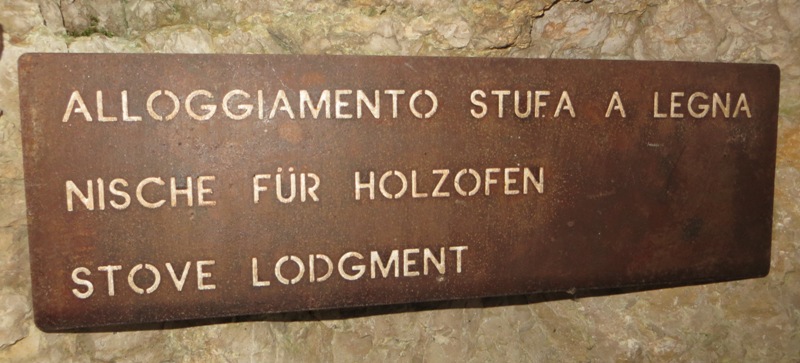 ALLOGGIAMENTO STUFA A LEGNA
NISCHE FÜR HOLZOFEN
STOVE LODGMENT